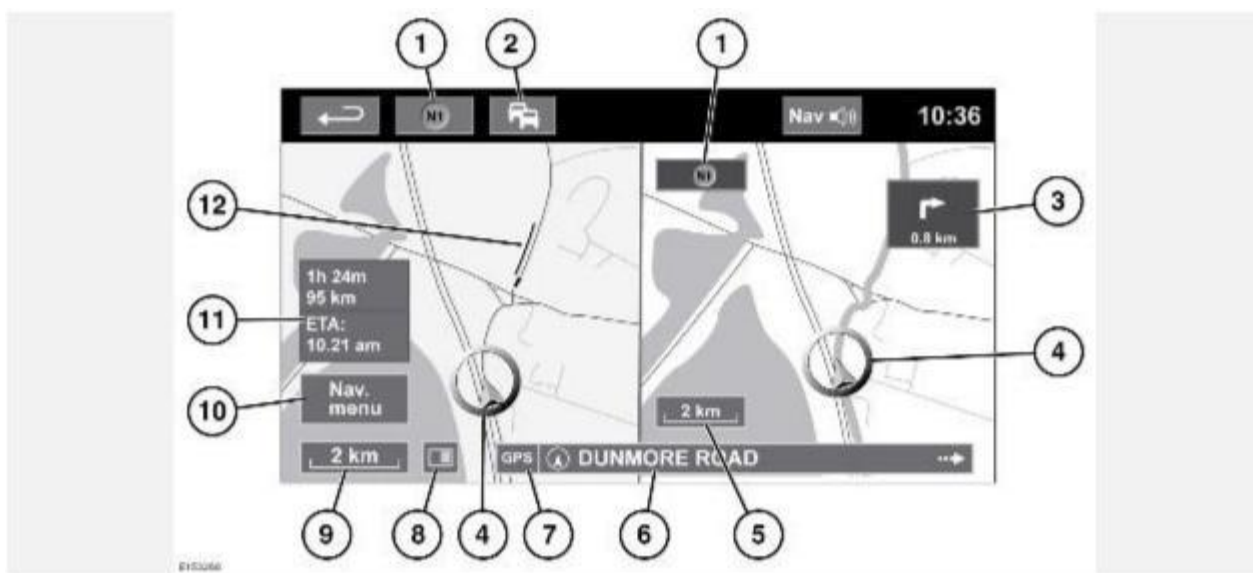 1
2
1
N↑
Nav
10:36
N↑
12
3
0.8 km
1h 24m
95 km
ETA:
10.21 am
11
4
Nav.
menu
10
2 km
2 km
GPS
DUNMORE ROAD
9
8
4
7
6
5
E153266